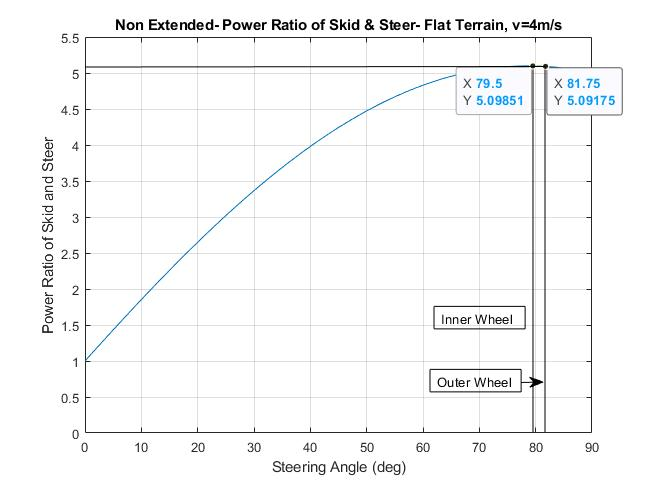 Non Extended- Power Ratio of Skid & Steer- Flat Terrain, v=4m/s
5.5
5
4.5
4
3.5
3
2.5
2
1.5
1
0.5
0
Power Ratio of Skid and Steer
X 79.5
Y 5.09851
X 81.75
Y 5.09175
Inner Wheel
Outer Wheel
0 10 20 30 40 50 60 70 80 90
Steering Angle (deg)